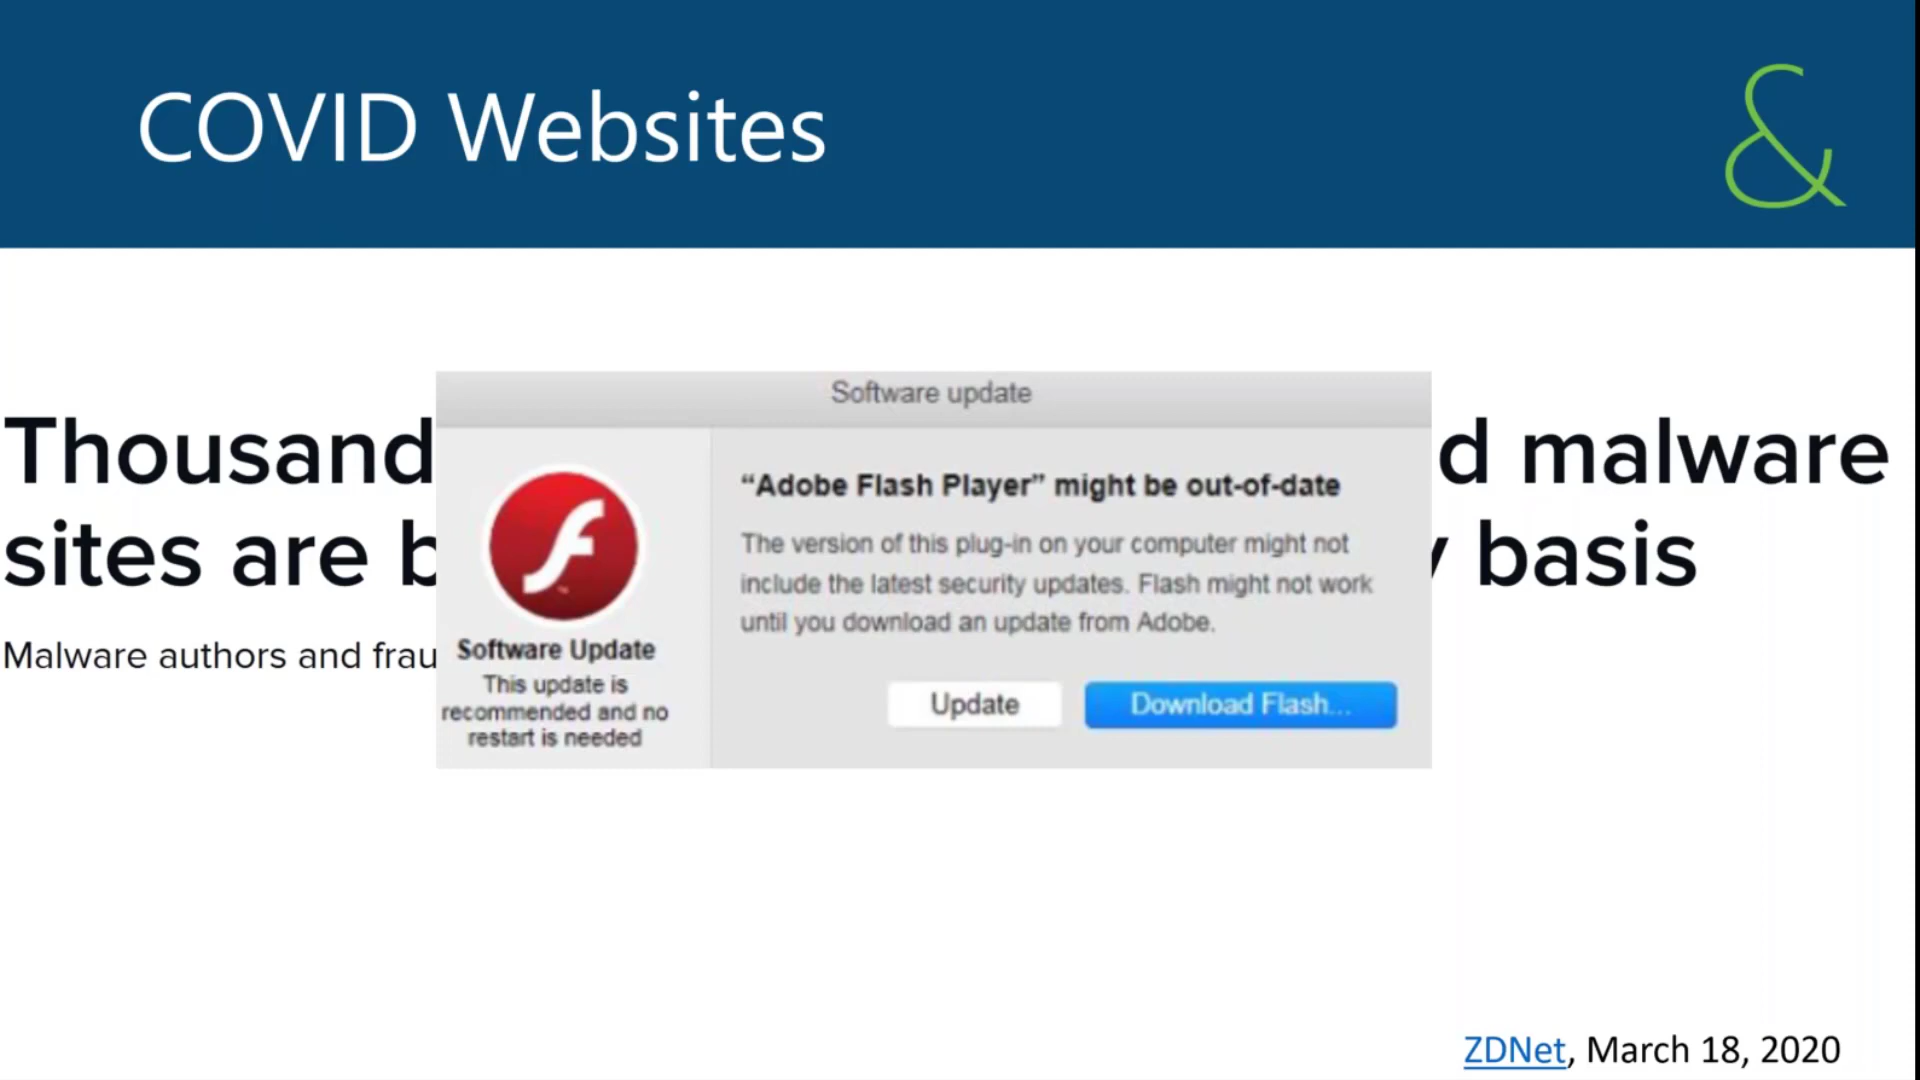 COVID Websites
&
Software update
Thousand d malware
sites are b basis
Malware authors and frau
“Adobe Flash Player” might be out-of-date
The version of this plug-in on your computer might not
include the latest security updates. Flash might not work
until you download an update from Adobe.
Software Update
This update is
recommended and no
restart is needed
Update
Download Flash...
ZDNet, March 18, 2020